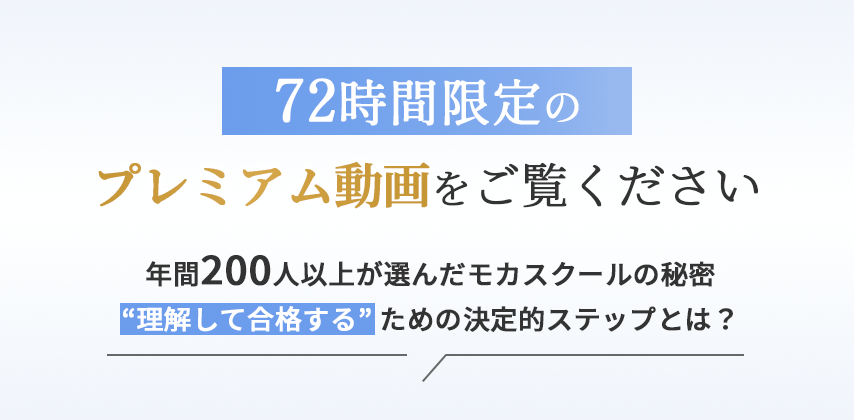 72時間限定の
プレミアム動画をご覧ください
年間200人以上が選んだモカスクールの秘密
“理解して合格する”ための決定的ステップとは？